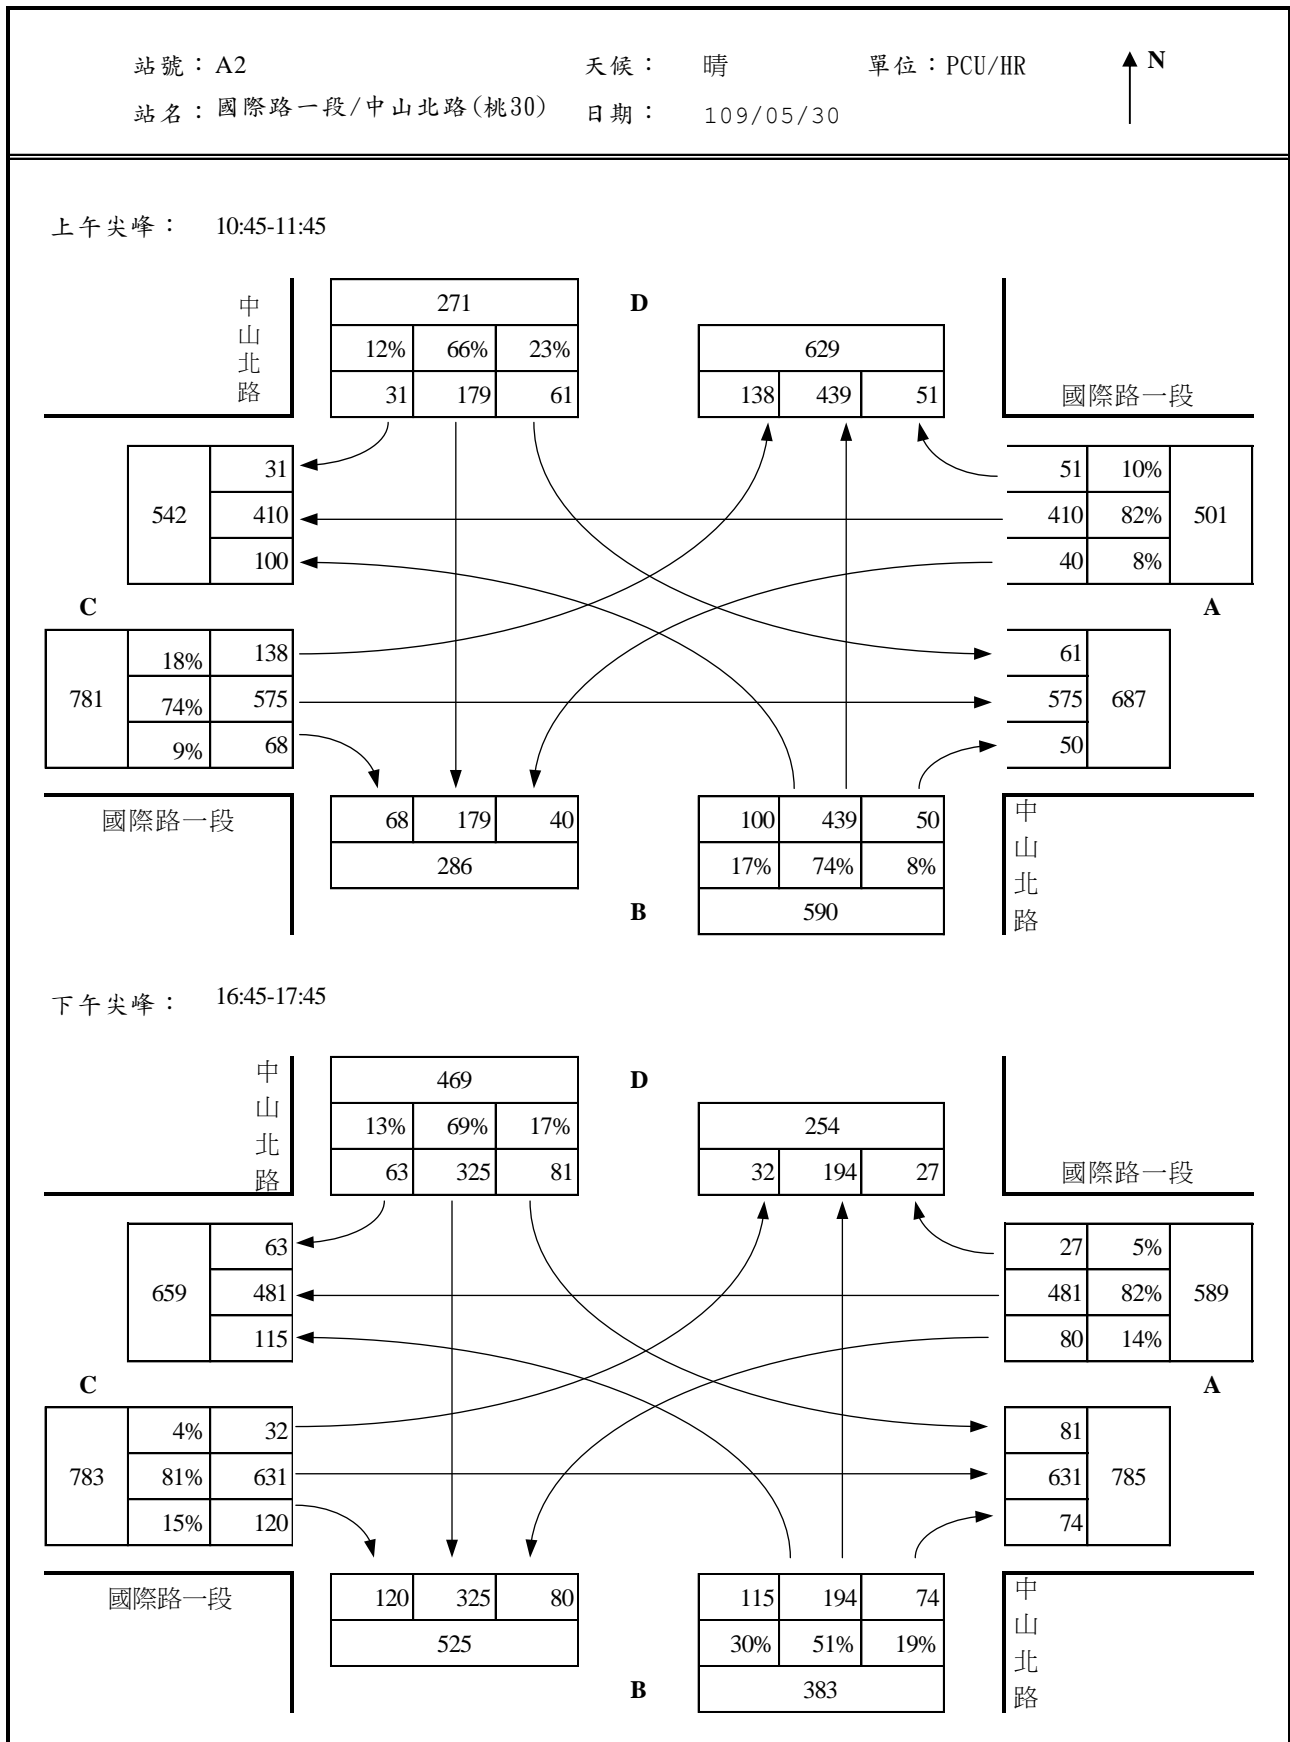 站號：A2 天候： 晴 單位：PCU/HR N
站名：國際路一段/中山北路(桃30) 日期： 109/05/30
上午尖峰： 10:45-11:45
中山北路
271
12% 66% 23%
31 179 61
D
629
138 439 51
國際路一段
31
542 410
100
51 10%
410 82% 501
40 8%
C
A
18% 138
781 74% 575
9% 68
61
575 687
50
國際路一段
68 179 40
286
B
100 439 50
17% 74% 8%
590
中山北路
下午尖峰： 16:45-17:45
中山北路
469
13% 69% 17%
63 325 81
D
254
32 194 27
國際路一段
63
659 481
115
27 5%
481 82% 589
80 14%
C
A
4% 32
783 81% 631
15% 120
81
631 785
74
國際路一段
120 325 80
525
B
115 194 74
30% 51% 19%
383
中山北路